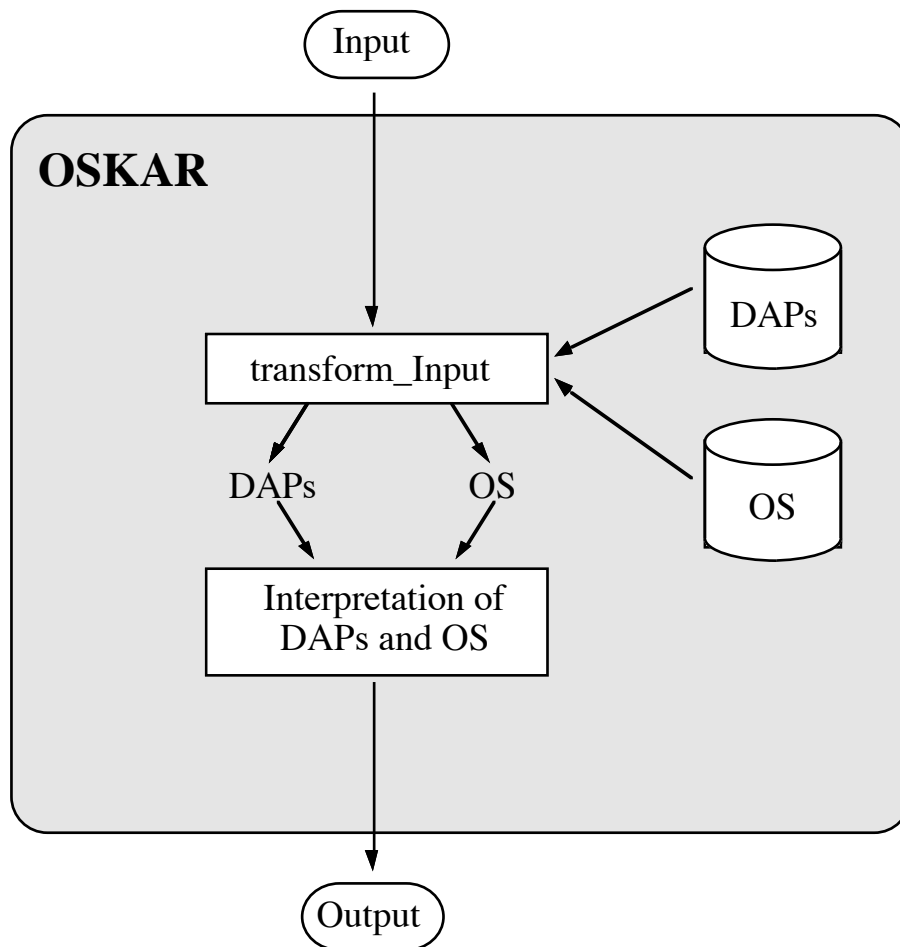 Input
OSKAR
DAPs
transform_Input
DAPs
OS
OS
Interpretation of
DAPs and OS
Output